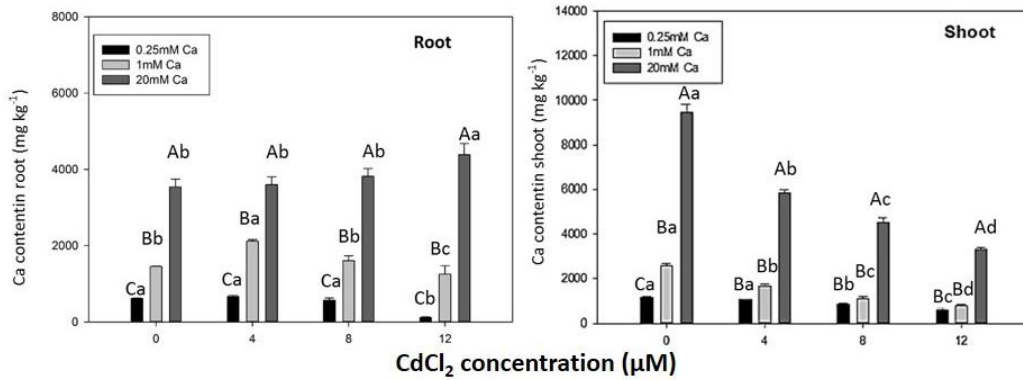 Root
0.25mM Ca
1mM Ca
20mM Ca
Ca contentin root (mg kg-1)
8000
6000
4000
2000
0
Ca Bb Ab
Ca Ba Ab
Ca Bb Ab
Cb Bc Aa
0 4 8 12
Shoot
0.25mM Ca
1mM Ca
20mM Ca
Ca contentin shoot (mg kg-1)
14000
12000
10000
8000
6000
4000
2000
0
Ca Ba Aa
Ba Bb Ab
Bb Bc Ac
Bc Bd Ad
0 4 8 12
CdCl2 concentration (µM)